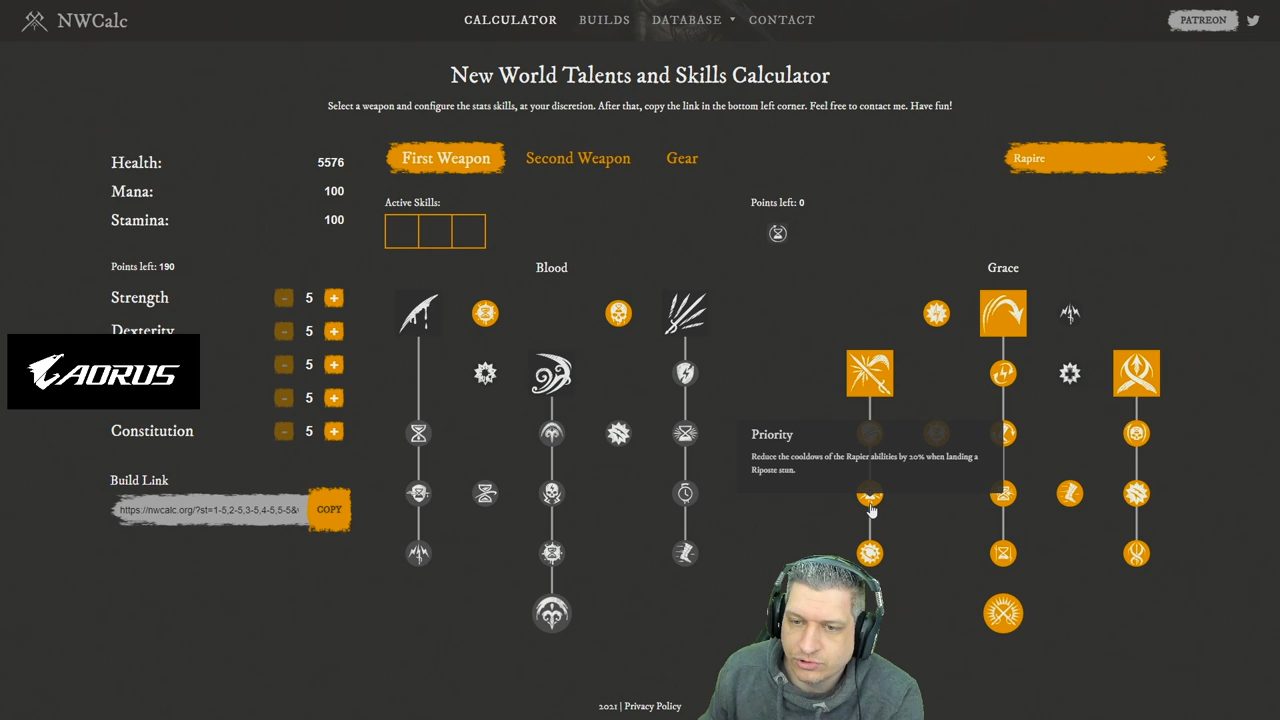 NWCalc
CALCULATOR
BUILDS
DATABASE
CONTACT
PATREON
New World Talents and Skills Calculator
Select a weapon and configure the stats skills, at your discretion. After that, copy the link in the bottom left corner. Feel free to contact me. Have fun!
Health: 5576
Mana: 100
Stamina: 100
First Weapon
Second Weapon
Gear
Rapire
Active Skills:
Points left: 0
Points left: 190
Blood
Grace
Strength - 5 +
Dexterity - 5 +
AORUS
- 5 +
- 5 +
Constitution - 5 +
Priority
Reduce the cooldows of the Rapier abilities by 20% when landing a
Riposte stun.
Build Link
https://nwcalc.org/?st=1-5,2-5,3-5,4-5,5-5&
COPY
2021 | Privacy Policy